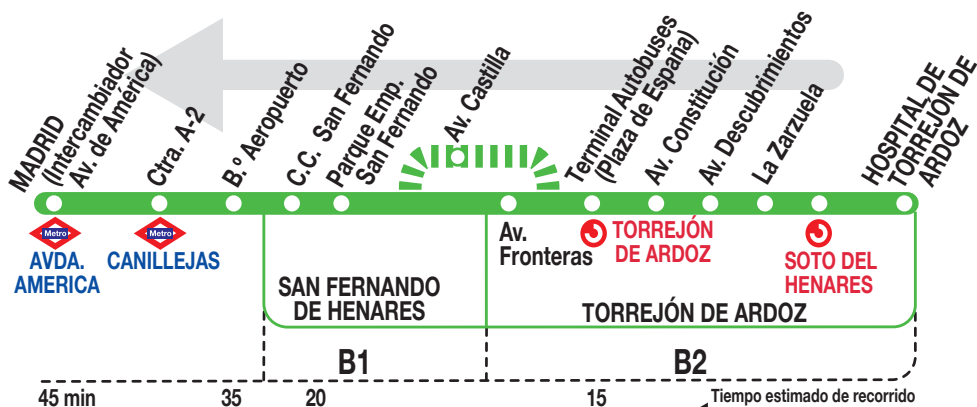 MADRID
(Intercambiador
Av. de América)
Ctra. A-2
B.º Aeropuerto
C.C. San Fernando
Parque Emp.
San Fernando
Av. Castilla
Terminal Autobuses
(Plaza de España)
Av. Constitución
Av. Descubrimientos
La Zarzuela
HOSPITAL DE
TORREJÓN DE
ARDOZ
Metro
AVDA.
AMERICA
Metro
CANILLEJAS
Av.
Fronteras
TORREJÓN
DE ARDOZ
SOTO DEL
HENARES
SAN FERNANDO
DE HENARES
TORREJÓN DE ARDOZ
B1
B2
45 min
35
20
15
Tiempo estimado de recorrido